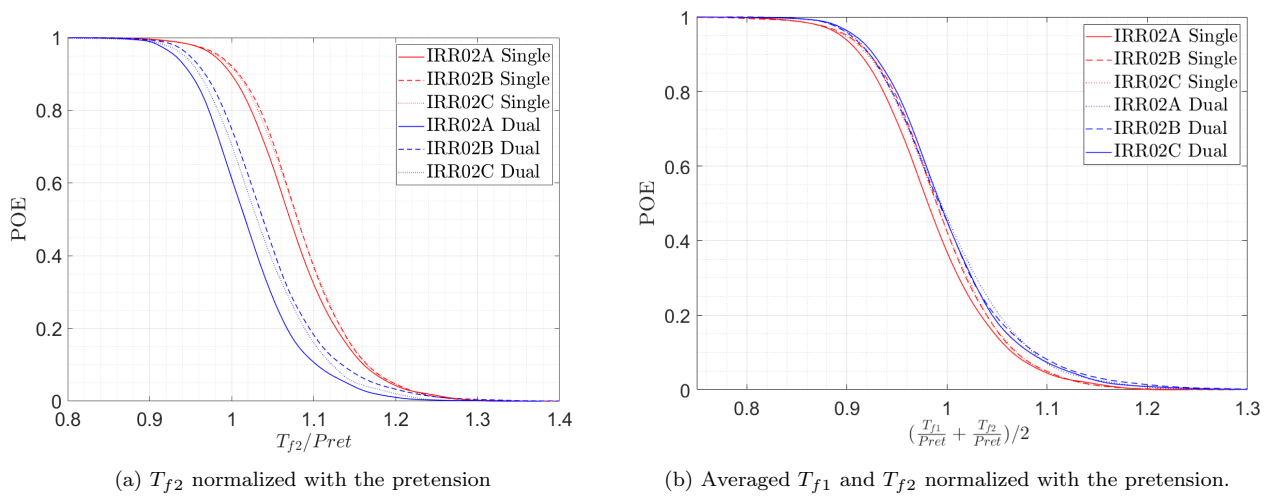 1
0.8
0.6
0.4
0.2
0
POE
0.8 0.9 1 1.1 1.2 1.3 1.4
T_{f2}/Pret
IRR02A Single
IRR02B Single
IRR02C Single
IRR02A Dual
IRR02B Dual
IRR02C Dual
(a) T_{f2} normalized with the pretension
1
0.8
0.6
0.4
0.2
0
POE
0.8 0.9 1 1.1 1.2 1.3
(\frac{T_{f1}}{Pret} + \frac{T_{f2}}{Pret})/2
IRR02A Single
IRR02B Single
IRR02C Single
IRR02A Dual
IRR02B Dual
IRR02C Dual
(b) Averaged T_{f1} and T_{f2} normalized with the pretension.